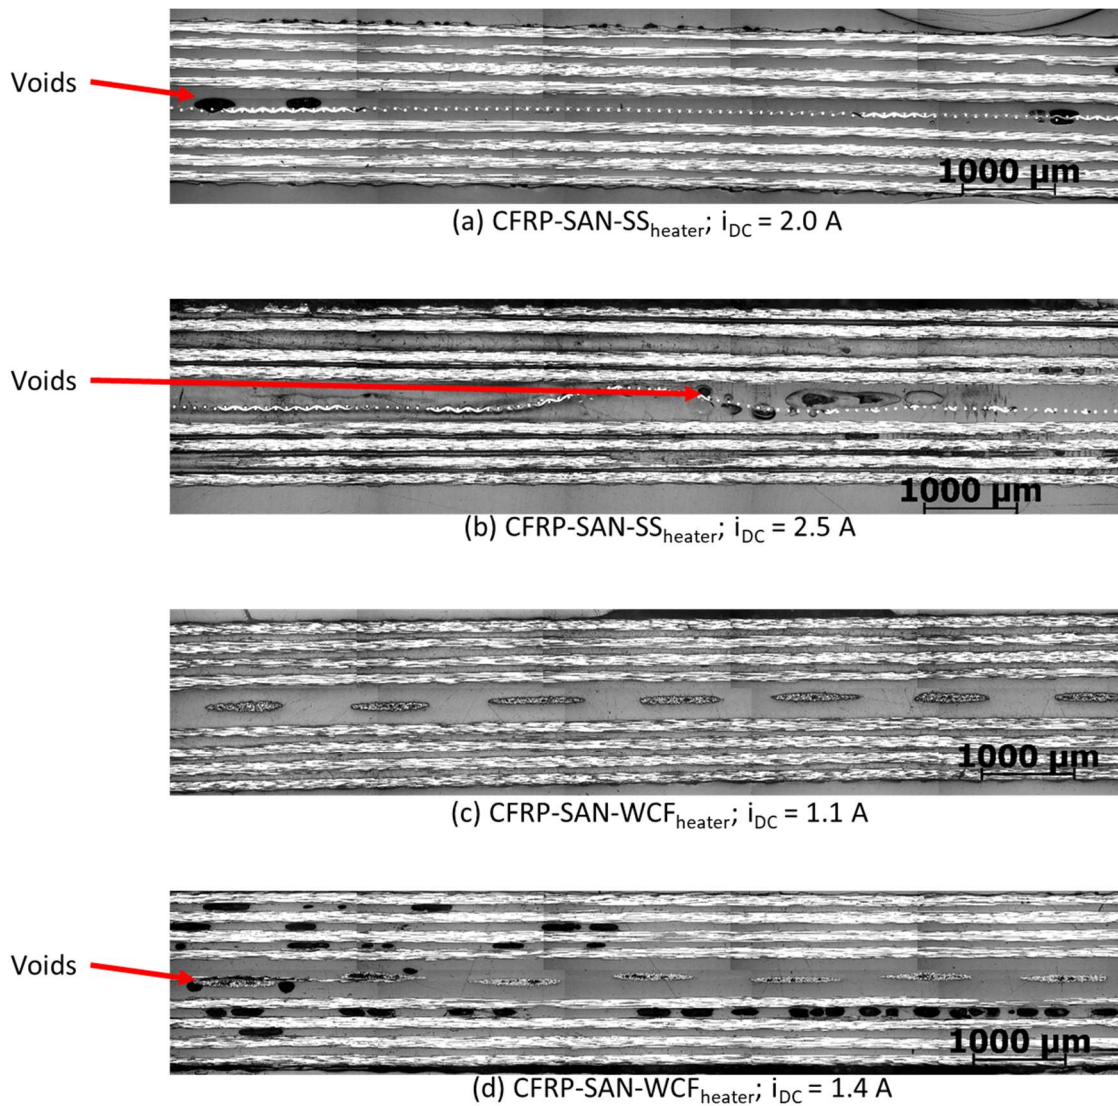 Voids
1000 µm
(a) CFRP-SAN-SSheater; iDC = 2.0 A
Voids
1000 µm
(b) CFRP-SAN-SSheater; iDC = 2.5 A
1000 µm
(c) CFRP-SAN-WCFheater; iDC = 1.1 A
Voids
1000 µm
(d) CFRP-SAN-WCFheater; iDC = 1.4 A